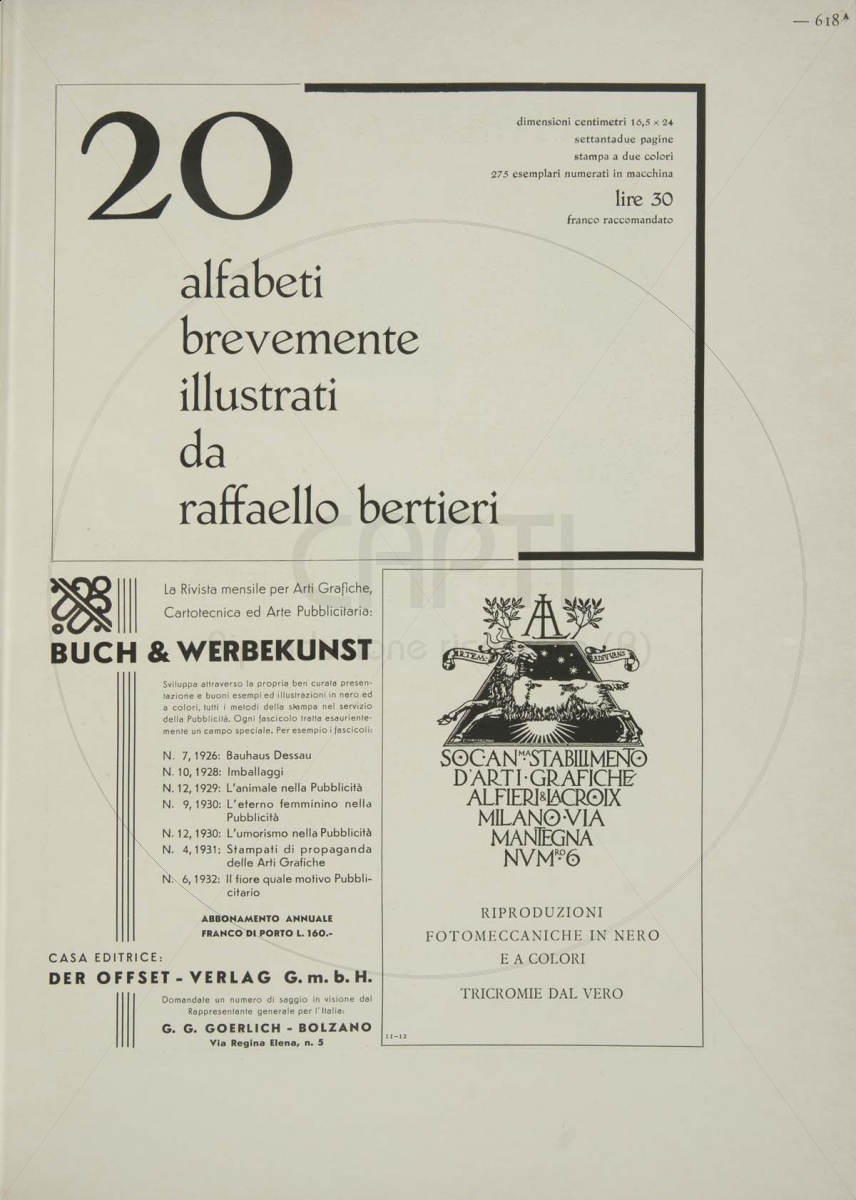 — 618ᴬ
20
dimensioni centimetri 16,5 × 24
settantadue pagine
stampa a due colori
275 esemplari numerati in macchina
lire 30
franco raccomandato
alfabeti
brevemente
illustrati
da
raffaello bertieri
CAPTI
La Rivista mensile per Arti Grafiche,
Cartotecnica ed Arte Pubblicitaria:
BUCH & WERBEKUNST
Sviluppa attraverso la propria ben curata presen-
tazione e buoni esempi ed illustrazioni in nero ed
a colori, tutti i metodi della stampa nel servizio
della Pubblicità. Ogni fascicolo tratta esauriente-
mente un campo speciale. Per esempio i fascicoli:
N. 7, 1926: Bauhaus Dessau
N. 10, 1928: Imballaggi
N. 12, 1929: L'animale nella Pubblicità
N. 9, 1930: L'eterno femminino nella
Pubblicità
N. 12, 1930: L'umorismo nella Pubblicità
N. 4, 1931: Stampati di propaganda
delle Arti Grafiche
N. 6, 1932: Il fiore quale motivo Pubbli-
citario
ABBONAMENTO ANNUALE
FRANCO DI PORTO L. 160.-
CASA EDITRICE:
DER OFFSET - VERLAG G. m. b. H.
Domandate un numero di saggio in visione dal
Rappresentante generale per l'Italia:
G. G. GOERLICH - BOLZANO
Via Regina Elena, n. 5
ARTEM· ADIVVANS
SOC·AN·ᴹᴬ STABILIMENTO
D'ARTI·GRAFICHE
ALFIERI & LACROIX
MILANO·VIA
MANTEGNA
NVMᴿᴼ 6
RIPRODUZIONI
FOTOMECCANICHE IN NERO
E A COLORI
TRICROMIE DAL VERO
11-12